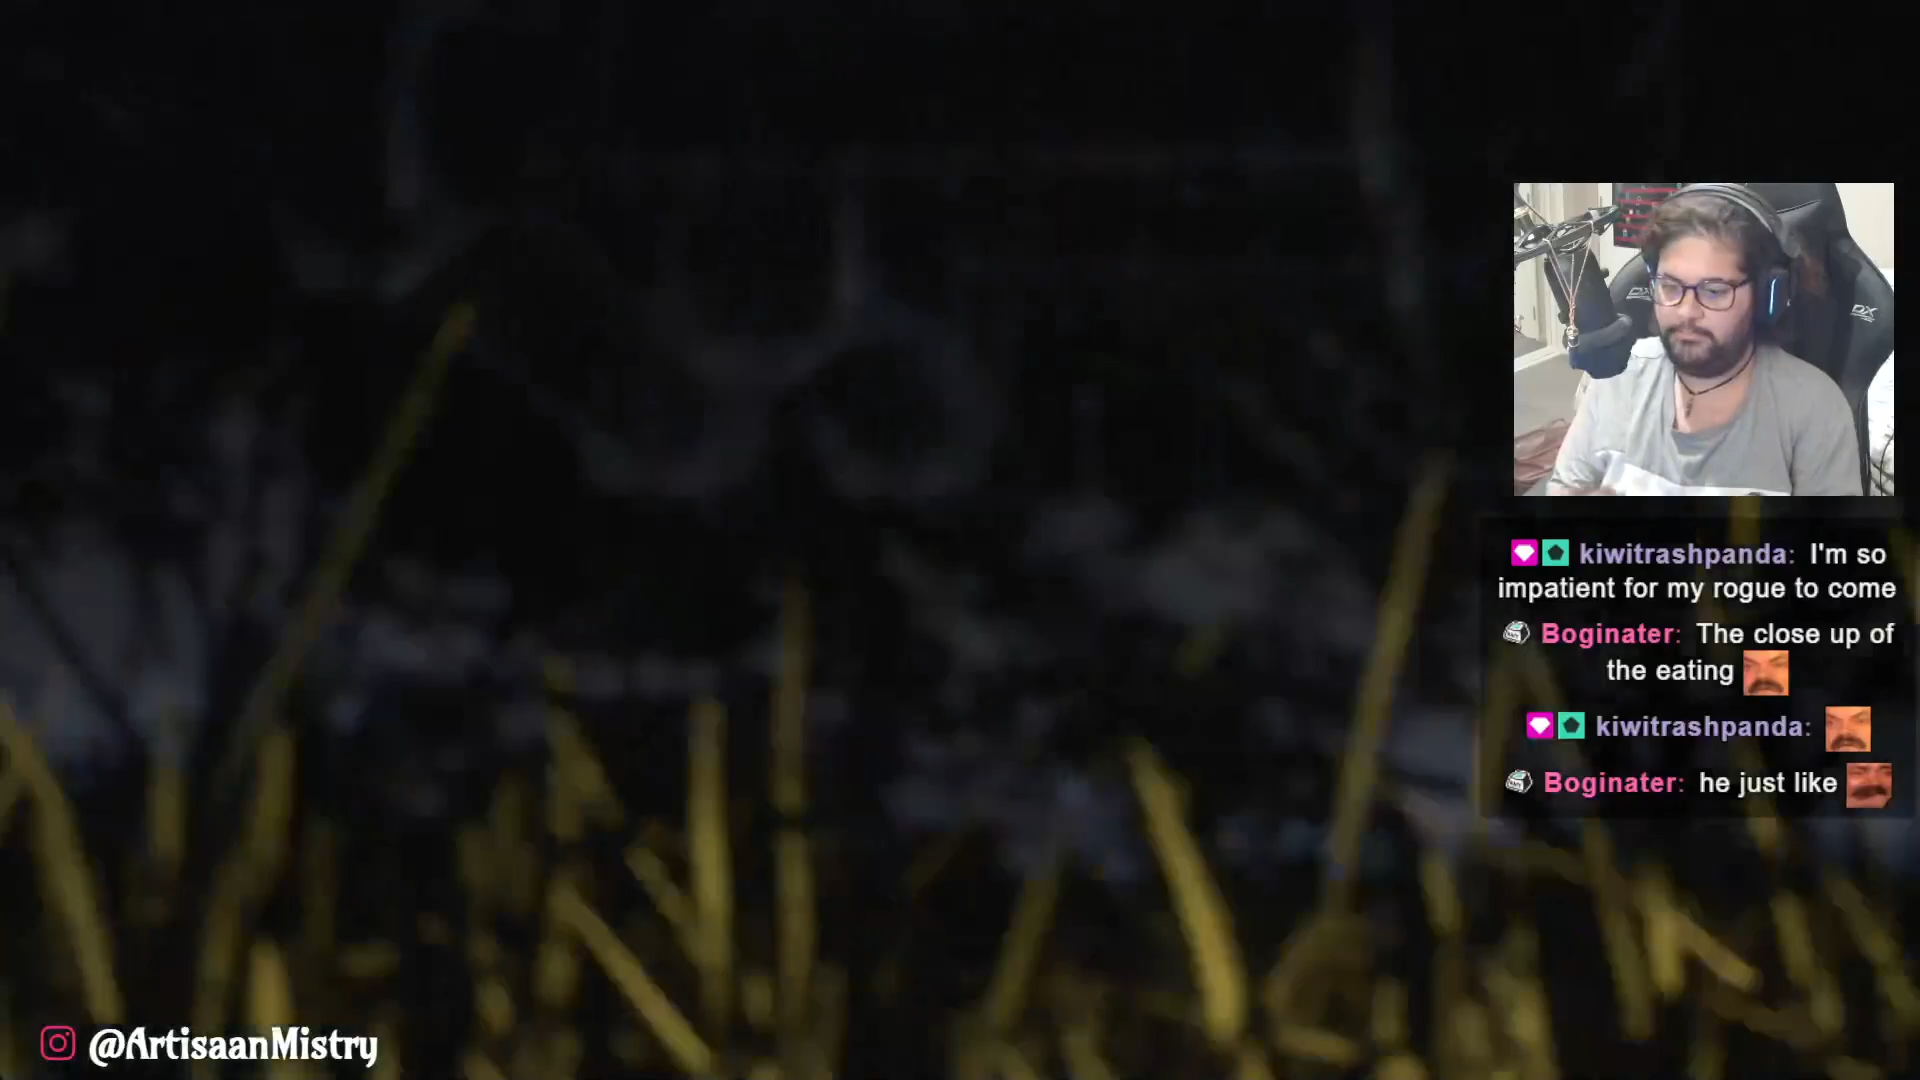 DX
kiwitrashpanda: I'm so
impatient for my rogue to come
Boginater: The close up of
the eating
kiwitrashpanda:
Boginater: he just like
@ArtisaanMistry